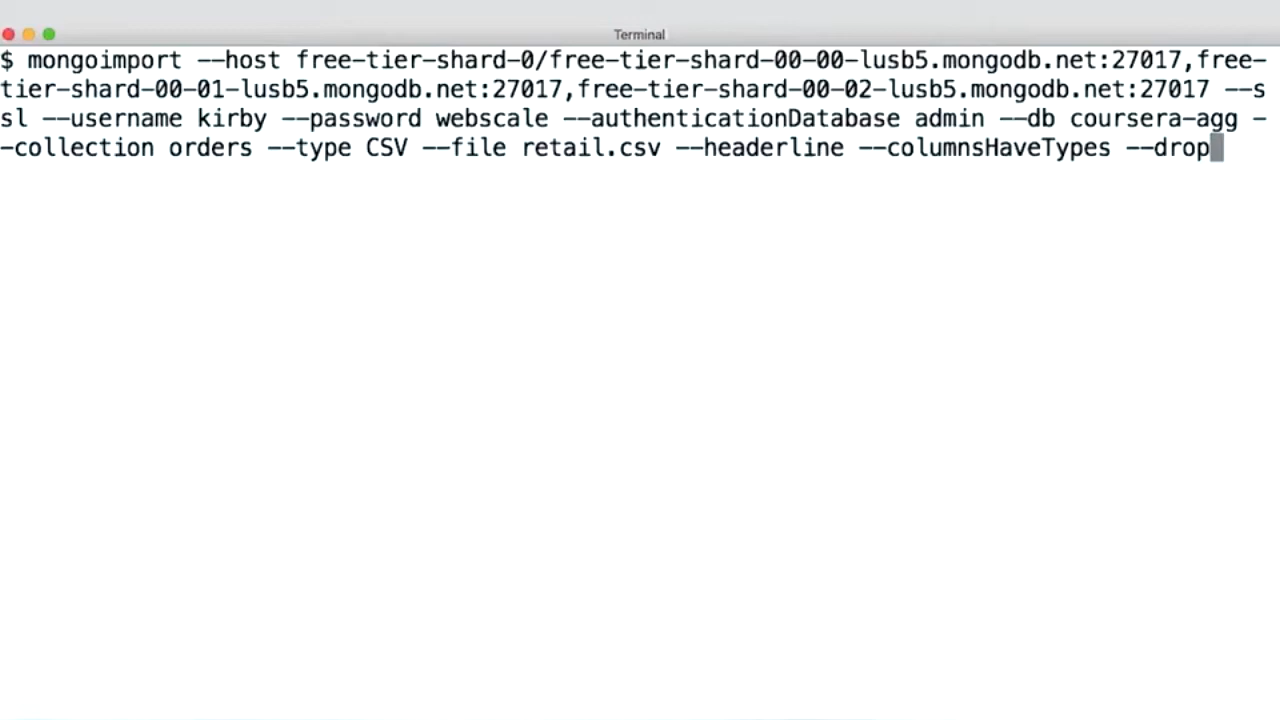 Terminal
$ mongoimport --host free-tier-shard-0/free-tier-shard-00-00-lusb5.mongodb.net:27017,free-
tier-shard-00-01-lusb5.mongodb.net:27017,free-tier-shard-00-02-lusb5.mongodb.net:27017 --s
sl --username kirby --password webscale --authenticationDatabase admin --db coursera-agg -
-collection orders --type CSV --file retail.csv --headerline --columnsHaveTypes --drop